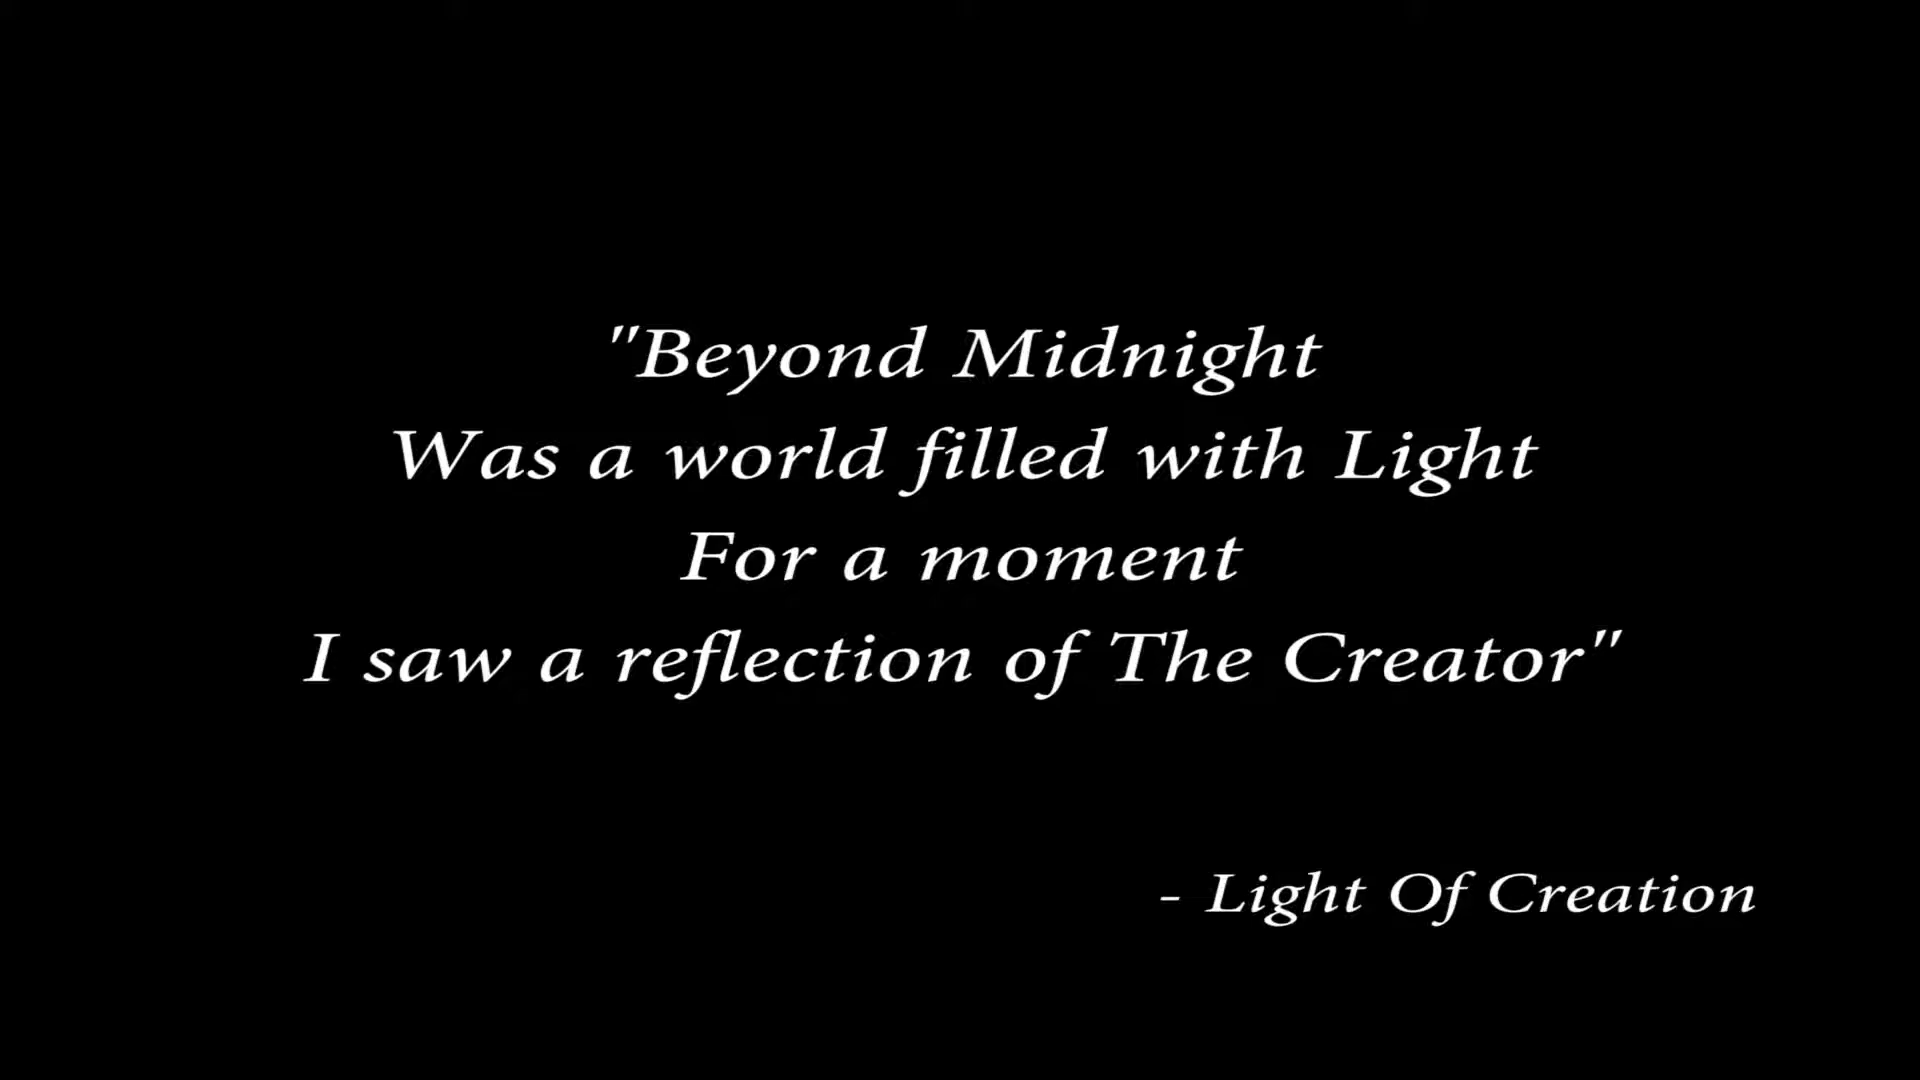 "Beyond Midnight
Was a world filled with Light
For a moment
I saw a reflection of The Creator"
- Light Of Creation